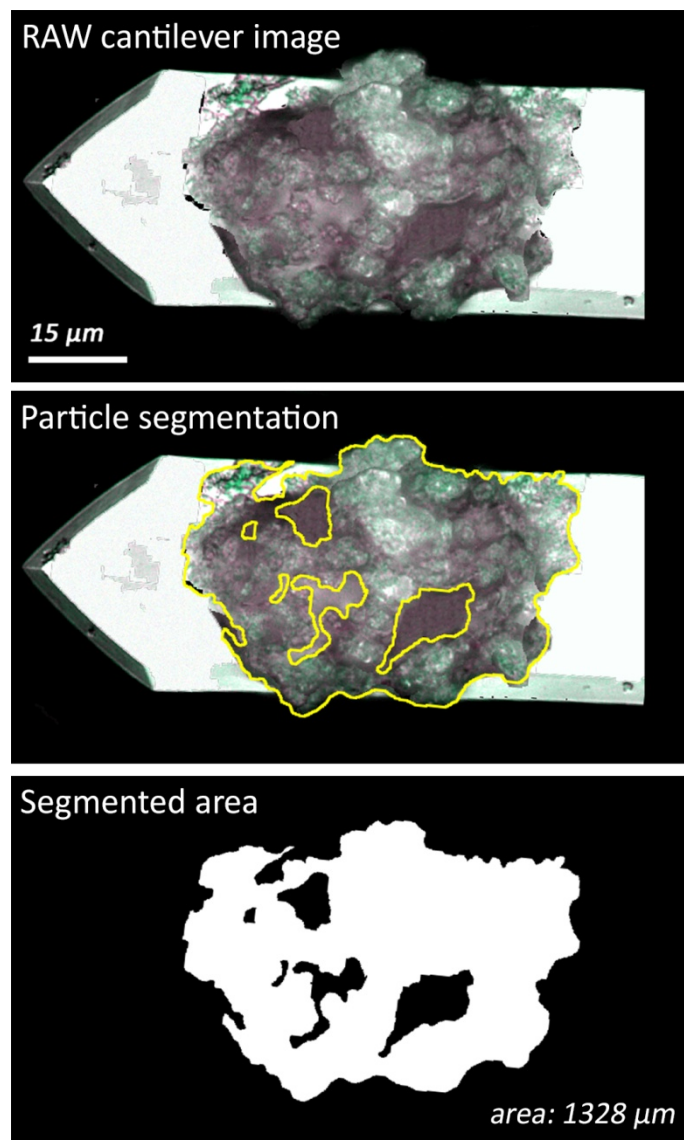 RAW cantilever image
15 µm
Particle segmentation
Segmented area
area: 1328 µm